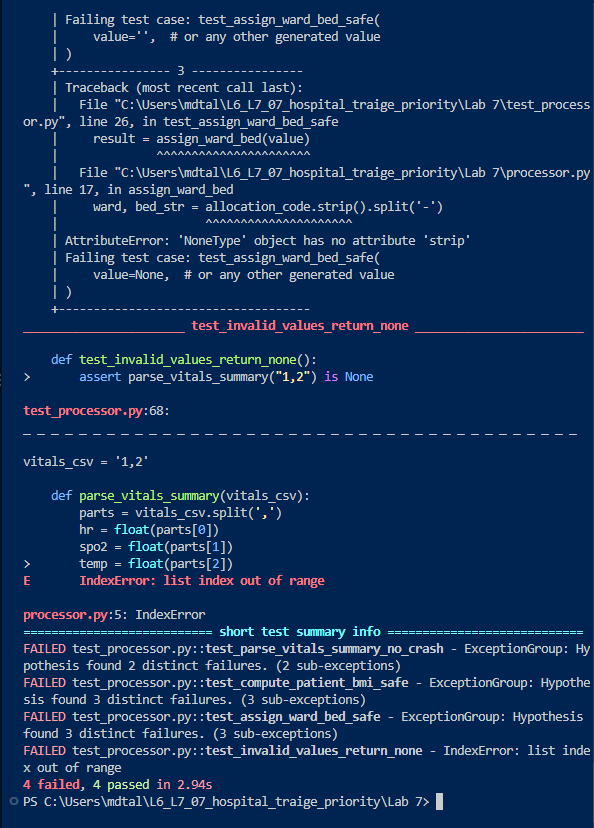 | Failing test case: test_assign_ward_bed_safe(
    |     value='',  # or any other generated value
    | )
    +---------------- 3 ----------------
    | Traceback (most recent call last):
    |   File "C:\Users\mdtal\L6_L7_07_hospital_traige_priority\Lab 7\test_process
or.py", line 26, in test_assign_ward_bed_safe
    |     result = assign_ward_bed(value)
    |              ^^^^^^^^^^^^^^^^^^^^^^
    |   File "C:\Users\mdtal\L6_L7_07_hospital_traige_priority\Lab 7\processor.py
", line 17, in assign_ward_bed
    |     ward, bed_str = allocation_code.strip().split('-')
    |                     ^^^^^^^^^^^^^^^^^^^^^
    | AttributeError: 'NoneType' object has no attribute 'strip'
    | Failing test case: test_assign_ward_bed_safe(
    |     value=None,  # or any other generated value
    | )
    +------------------------------------
_______________________ test_invalid_values_return_none ________________________

    def test_invalid_values_return_none():
>       assert parse_vitals_summary("1,2") is None

test_processor.py:68:
_ _ _ _ _ _ _ _ _ _ _ _ _ _ _ _ _ _ _ _ _ _ _ _ _ _ _ _ _ _ _ _ _ _ _ _ _ _ _ _

vitals_csv = '1,2'

    def parse_vitals_summary(vitals_csv):
        parts = vitals_csv.split(',')
        hr = float(parts[0])
        spo2 = float(parts[1])
>       temp = float(parts[2])
E       IndexError: list index out of range

processor.py:5: IndexError
=========================== short test summary info ============================
FAILED test_processor.py::test_parse_vitals_summary_no_crash - ExceptionGroup: Hy
pothesis found 2 distinct failures. (2 sub-exceptions)
FAILED test_processor.py::test_compute_patient_bmi_safe - ExceptionGroup: Hypothe
sis found 3 distinct failures. (3 sub-exceptions)
FAILED test_processor.py::test_assign_ward_bed_safe - ExceptionGroup: Hypothesis
found 3 distinct failures. (3 sub-exceptions)
FAILED test_processor.py::test_invalid_values_return_none - IndexError: list inde
x out of range
4 failed, 4 passed in 2.94s
PS C:\Users\mdtal\L6_L7_07_hospital_traige_priority\Lab 7>